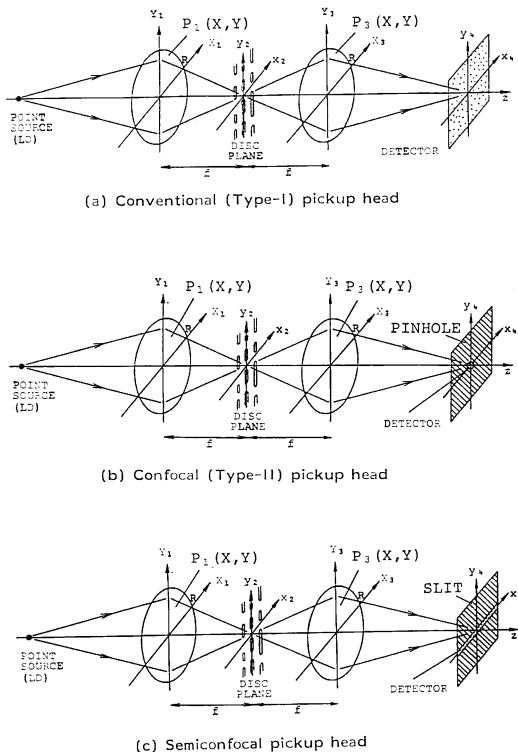 Y₁ P₁(X,Y) Y₃ P₃(X,Y)
R X₁ y₂ x₂ R X₃ y₄ x₄
POINT SOURCE (LD)
DISC PLANE
z
f f
DETECTOR
(a) Conventional (Type-I) pickup head
Y₁ P₁(X,Y) Y₃ P₃(X,Y)
R X₁ y₂ x₂ R X₃ y₄ x₄
PINHOLE
POINT SOURCE (LD)
DISC PLANE
z
f f
DETECTOR
(b) Confocal (Type-II) pickup head
Y₁ P₁(X,Y) Y₃ P₃(X,Y)
R X₁ y₂ x₂ R X₃ y₄ x
SLIT
POINT SOURCE (LD)
DISC PLANE
z
f f
DETECTOR
(c) Semiconfocal pickup head